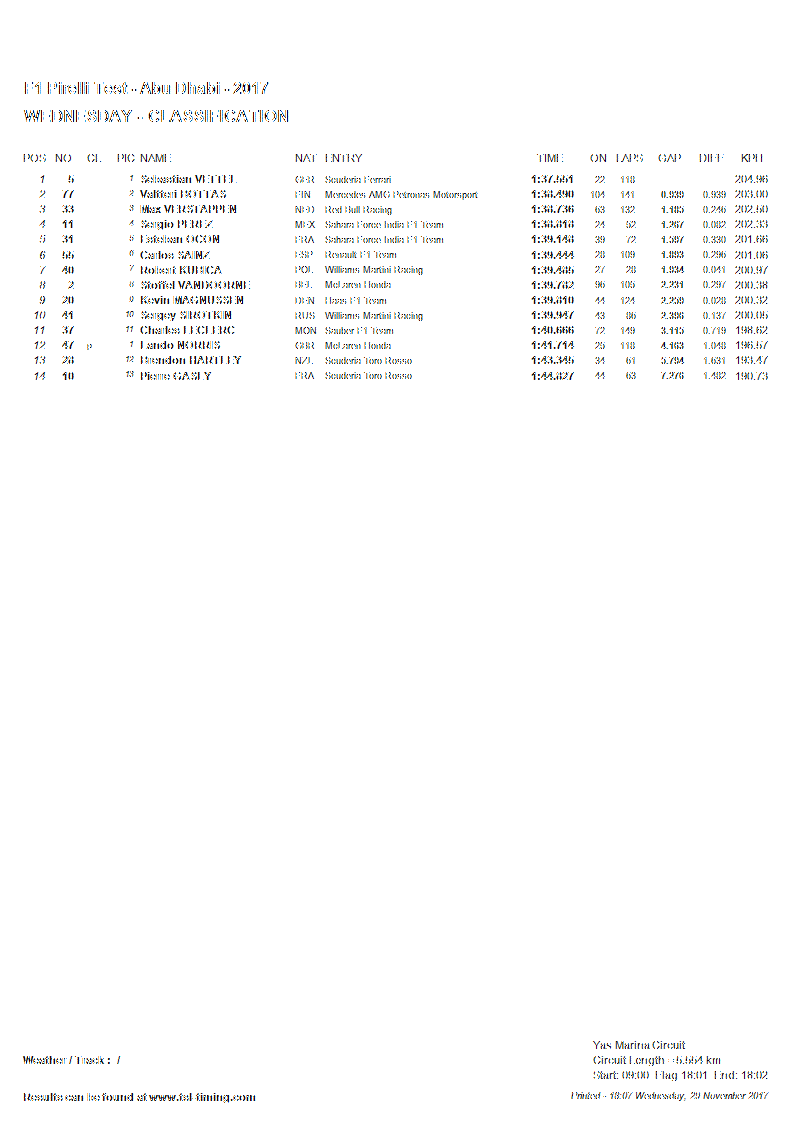 F1 Pirelli Test - Abu Dhabi - 2017
WEDNESDAY - CLASSIFICATION
POS NO CL PIC NAME NAT ENTRY TIME ON LAPS GAP DIFF KPH
1 5 1 Sebastian VETTEL GER Scuderia Ferrari 1:37.551 22 118 204.96
2 77 2 Valtteri BOTTAS FIN Mercedes AMG Petronas Motorsport 1:38.490 104 141 0.939 0.939 203.00
3 33 3 Max VERSTAPPEN NED Red Bull Racing 1:38.736 63 132 1.185 0.246 202.50
4 11 4 Sergio PEREZ MEX Sahara Force India F1 Team 1:38.818 24 52 1.267 0.082 202.33
5 31 5 Esteban OCON FRA Sahara Force India F1 Team 1:39.148 39 72 1.597 0.330 201.66
6 55 6 Carlos SAINZ ESP Renault F1 Team 1:39.444 28 109 1.893 0.296 201.06
7 40 7 Robert KUBICA POL Williams Martini Racing 1:39.485 27 28 1.934 0.041 200.97
8 2 8 Stoffel VANDOORNE BEL McLaren Honda 1:39.782 96 105 2.231 0.297 200.38
9 20 9 Kevin MAGNUSSEN DEN Haas F1 Team 1:39.810 44 124 2.259 0.028 200.32
10 41 10 Sergey SIROTKIN RUS Williams Martini Racing 1:39.947 43 86 2.396 0.137 200.05
11 37 11 Charles LECLERC MON Sauber F1 Team 1:40.666 72 149 3.115 0.719 198.62
12 47 P 1 Lando NORRIS GBR McLaren Honda 1:41.714 25 118 4.163 1.048 196.57
13 28 12 Brendon HARTLEY NZL Scuderia Toro Rosso 1:43.345 34 61 5.794 1.631 193.47
14 10 13 Pierre GASLY FRA Scuderia Toro Rosso 1:44.827 44 63 7.276 1.482 190.73
Yas Marina Circuit
Weather / Track : /
Circuit Length = 5.554 km
Start: 09:00 Flag 18:01 End: 18:02
Results can be found at www.tsl-timing.com
Printed - 18:07 Wednesday, 29 November 2017